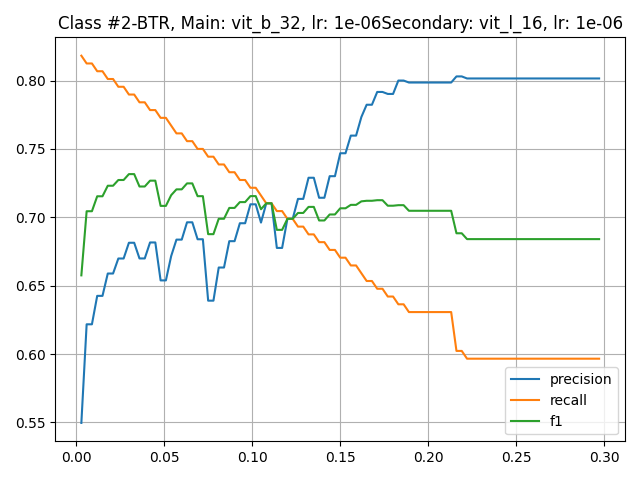 Class #2-BTR, Main: vit_b_32, lr: 1e-06Secondary: vit_l_16, lr: 1e-06
0.80
0.75
0.70
0.65
0.60
0.55
precision
recall
f1
0.00 0.05 0.10 0.15 0.20 0.25 0.30